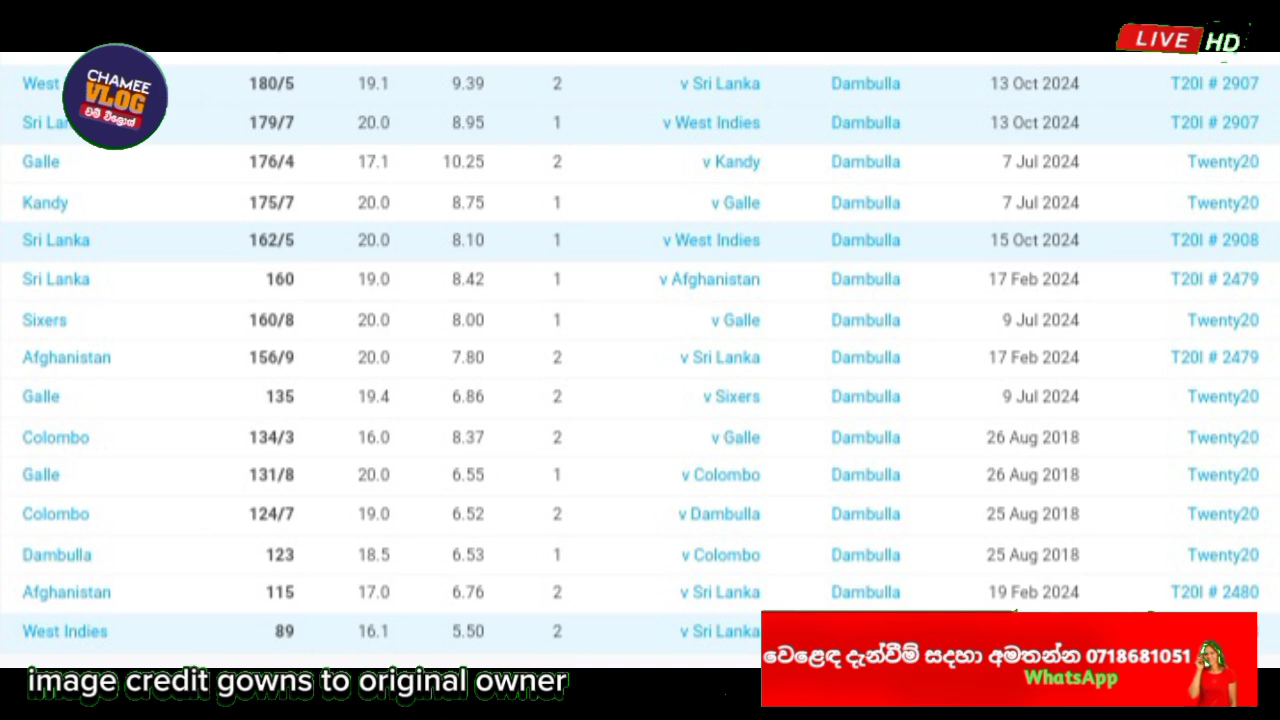 LIVE HD
CHAMEE
VLOG
චමී ව්ලොග්
West 180/5 19.1 9.39 2 v Sri Lanka Dambulla 13 Oct 2024 T20I # 2907
Sri Lan 179/7 20.0 8.95 1 v West Indies Dambulla 13 Oct 2024 T20I # 2907
Galle 176/4 17.1 10.25 2 v Kandy Dambulla 7 Jul 2024 Twenty20
Kandy 175/7 20.0 8.75 1 v Galle Dambulla 7 Jul 2024 Twenty20
Sri Lanka 162/5 20.0 8.10 1 v West Indies Dambulla 15 Oct 2024 T20I # 2908
Sri Lanka 160 19.0 8.42 1 v Afghanistan Dambulla 17 Feb 2024 T20I # 2479
Sixers 160/8 20.0 8.00 1 v Galle Dambulla 9 Jul 2024 Twenty20
Afghanistan 156/9 20.0 7.80 2 v Sri Lanka Dambulla 17 Feb 2024 T20I # 2479
Galle 135 19.4 6.86 2 v Sixers Dambulla 9 Jul 2024 Twenty20
Colombo 134/3 16.0 8.37 2 v Galle Dambulla 26 Aug 2018 Twenty20
Galle 131/8 20.0 6.55 1 v Colombo Dambulla 26 Aug 2018 Twenty20
Colombo 124/7 19.0 6.52 2 v Dambulla Dambulla 25 Aug 2018 Twenty20
Dambulla 123 18.5 6.53 1 v Colombo Dambulla 25 Aug 2018 Twenty20
Afghanistan 115 17.0 6.76 2 v Sri Lanka Dambulla 19 Feb 2024 T20I # 2480
West Indies 89 16.1 5.50 2 v Sri Lanka
වෙළෙඳ දැන්වීම් සදහා අමතන්න 0718681051
WhatsApp
image credit gowns to original owner